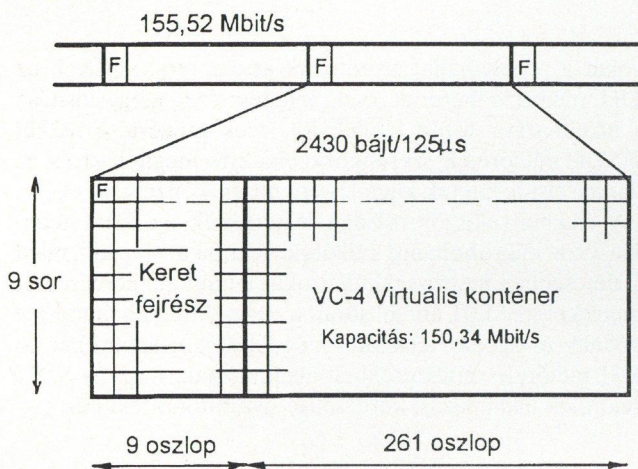 155,52 Mbit/s
F F F
2430 bájt/125µs
F
9 sor
Keret
fejrész
VC-4 Virtuális konténer
Kapacitás: 150,34 Mbit/s
9 oszlop
261 oszlop